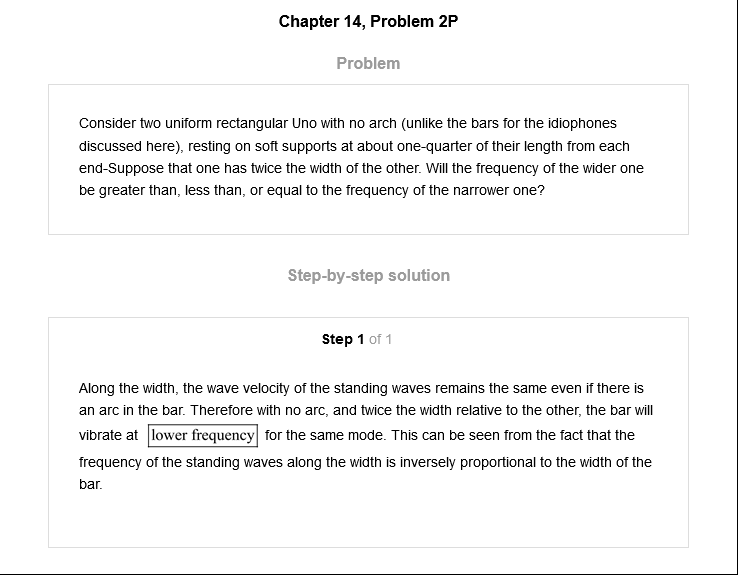 Chapter 14, Problem 2P
Problem
Consider two uniform rectangular Uno with no arch (unlike the bars for the idiophones
discussed here), resting on soft supports at about one-quarter of their length from each
end-Suppose that one has twice the width of the other. Will the frequency of the wider one
be greater than, less than, or equal to the frequency of the narrower one?
Step-by-step solution
Step 1 of 1
Along the width, the wave velocity of the standing waves remains the same even if there is
an arc in the bar. Therefore with no arc, and twice the width relative to the other, the bar will
vibrate at lower frequency for the same mode. This can be seen from the fact that the
frequency of the standing waves along the width is inversely proportional to the width of the
bar.